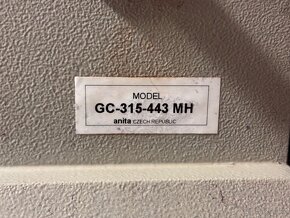 MODEL
GC-315-443 MH
anita CZECH REPUBLIC